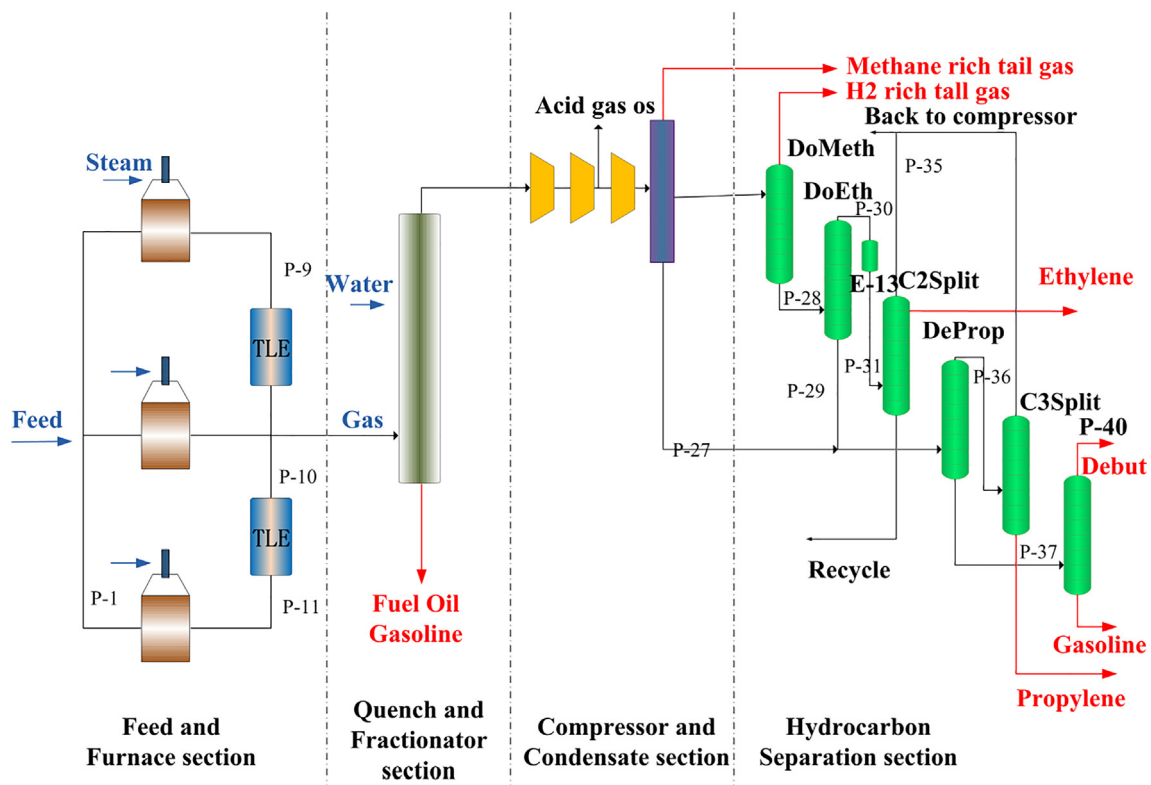 Methane rich tail gas
H2 rich tall gas
Acid gas os
Back to compressor
DoMeth
P-35
Steam
DoEth
P-30
P-9
Water
E-13
C2Split
Ethylene
P-28
DeProp
TLE
P-31
P-36
P-29
C3Split
Feed
Gas
P-40
P-27
Debut
P-10
TLE
P-37
Recycle
P-1
P-11
Fuel Oil
Gasoline
Gasoline
Propylene
Feed and
Furnace section
Quench and
Fractionator
section
Compressor and
Condensate section
Hydrocarbon
Separation section